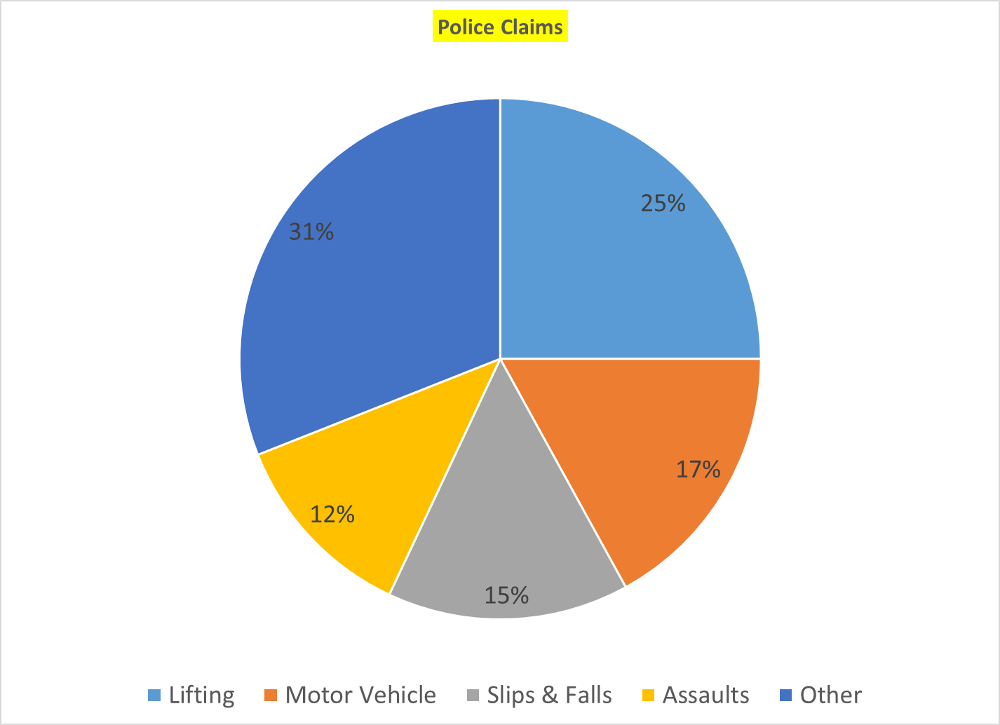 Police Claims
25%
31%
17%
12%
15%
Lifting Motor Vehicle Slips & Falls Assaults Other